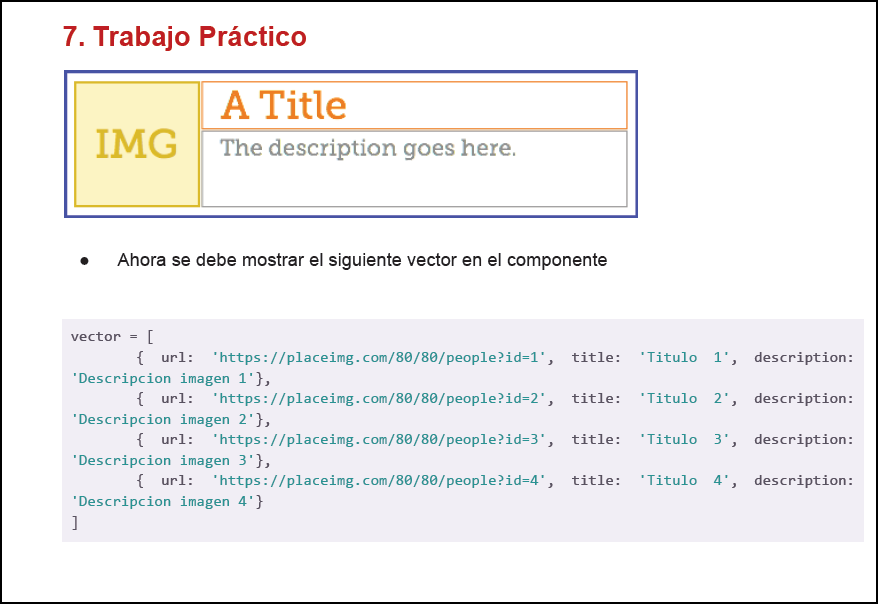 7. Trabajo Práctico
IMG
A Title
The description goes here.
● Ahora se debe mostrar el siguiente vector en el componente
vector = [
{ url: 'https://placeimg.com/80/80/people?id=1', title: 'Titulo 1', description:
'Descripcion imagen 1'},
{ url: 'https://placeimg.com/80/80/people?id=2', title: 'Titulo 2', description:
'Descripcion imagen 2'},
{ url: 'https://placeimg.com/80/80/people?id=3', title: 'Titulo 3', description:
'Descripcion imagen 3'},
{ url: 'https://placeimg.com/80/80/people?id=4', title: 'Titulo 4', description:
'Descripcion imagen 4'}
]